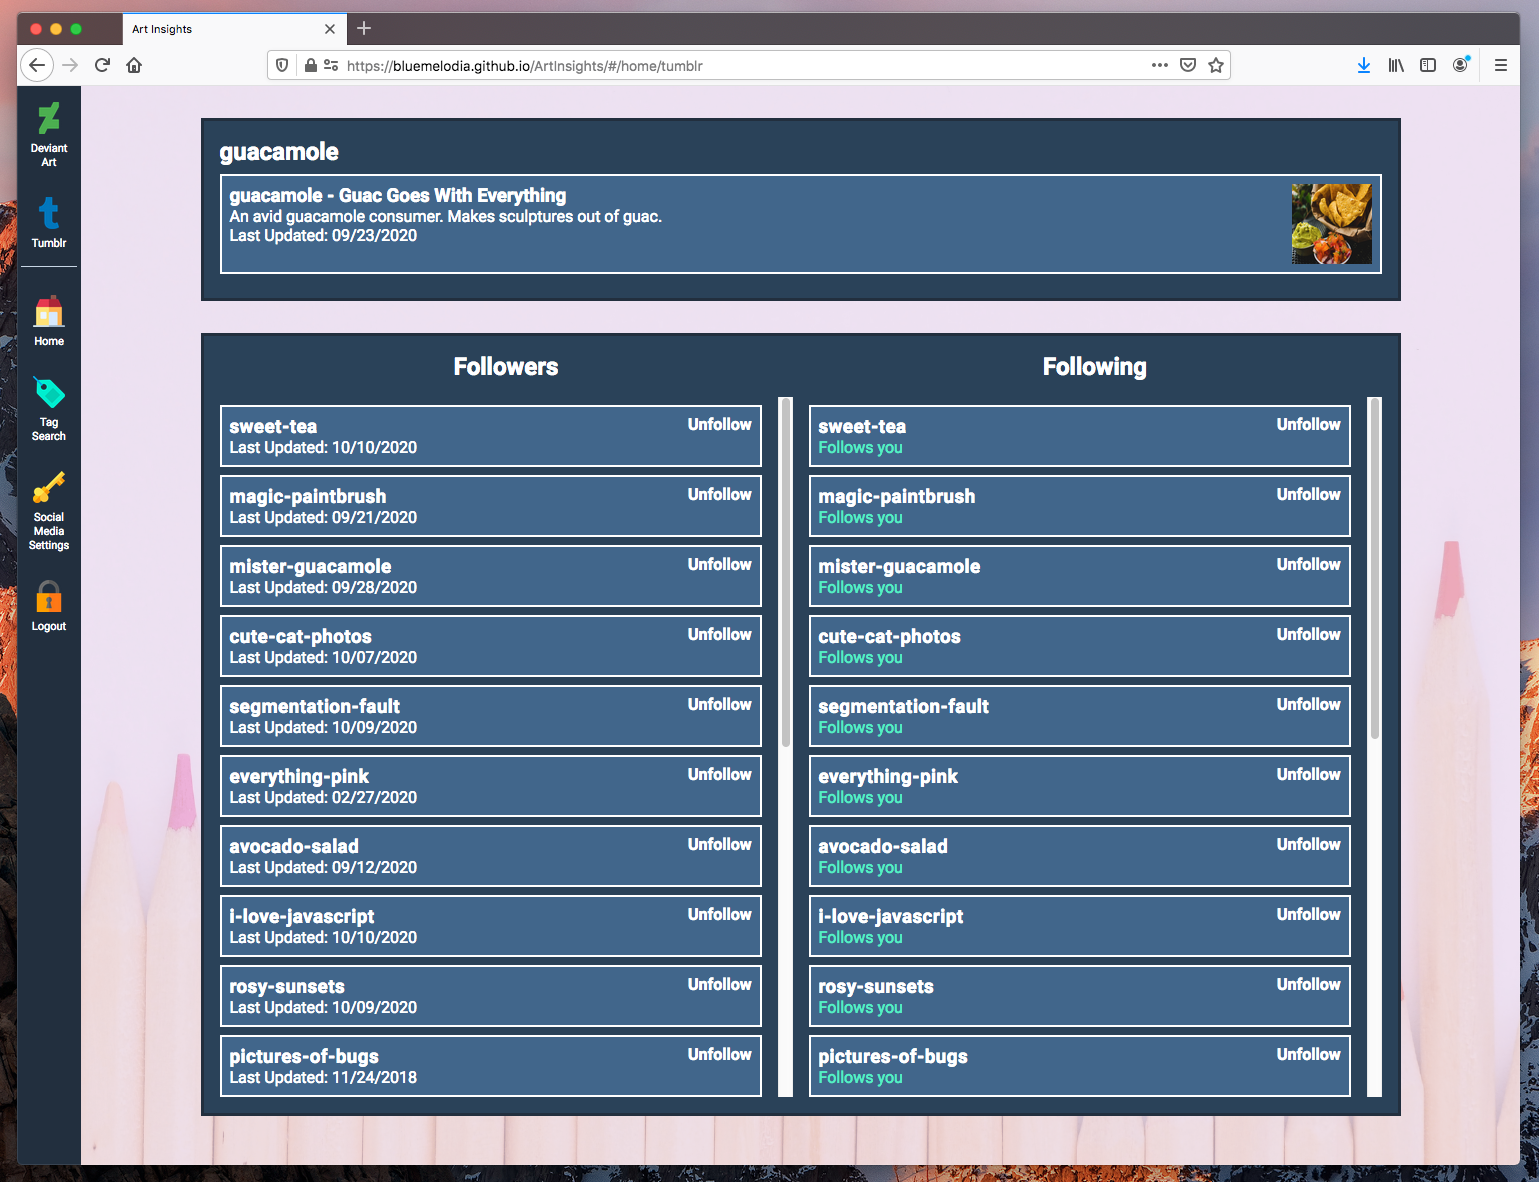 Art Insights
https://bluemelodia.github.io/ArtInsights/#/home/tumblr
Deviant
Art
Tumblr
Home
Tag
Search
Social
Media
Settings
Logout
guacamole
guacamole - Guac Goes With Everything
An avid guacamole consumer. Makes sculptures out of guac.
Last Updated: 09/23/2020
Followers
sweet-tea Unfollow
Last Updated: 10/10/2020
magic-paintbrush Unfollow
Last Updated: 09/21/2020
mister-guacamole Unfollow
Last Updated: 09/28/2020
cute-cat-photos Unfollow
Last Updated: 10/07/2020
segmentation-fault Unfollow
Last Updated: 10/09/2020
everything-pink Unfollow
Last Updated: 02/27/2020
avocado-salad Unfollow
Last Updated: 09/12/2020
i-love-javascript Unfollow
Last Updated: 10/10/2020
rosy-sunsets Unfollow
Last Updated: 10/09/2020
pictures-of-bugs Unfollow
Last Updated: 11/24/2018
Following
sweet-tea Unfollow
Follows you
magic-paintbrush Unfollow
Follows you
mister-guacamole Unfollow
Follows you
cute-cat-photos Unfollow
Follows you
segmentation-fault Unfollow
Follows you
everything-pink Unfollow
Follows you
avocado-salad Unfollow
Follows you
i-love-javascript Unfollow
Follows you
rosy-sunsets Unfollow
Follows you
pictures-of-bugs Unfollow
Follows you